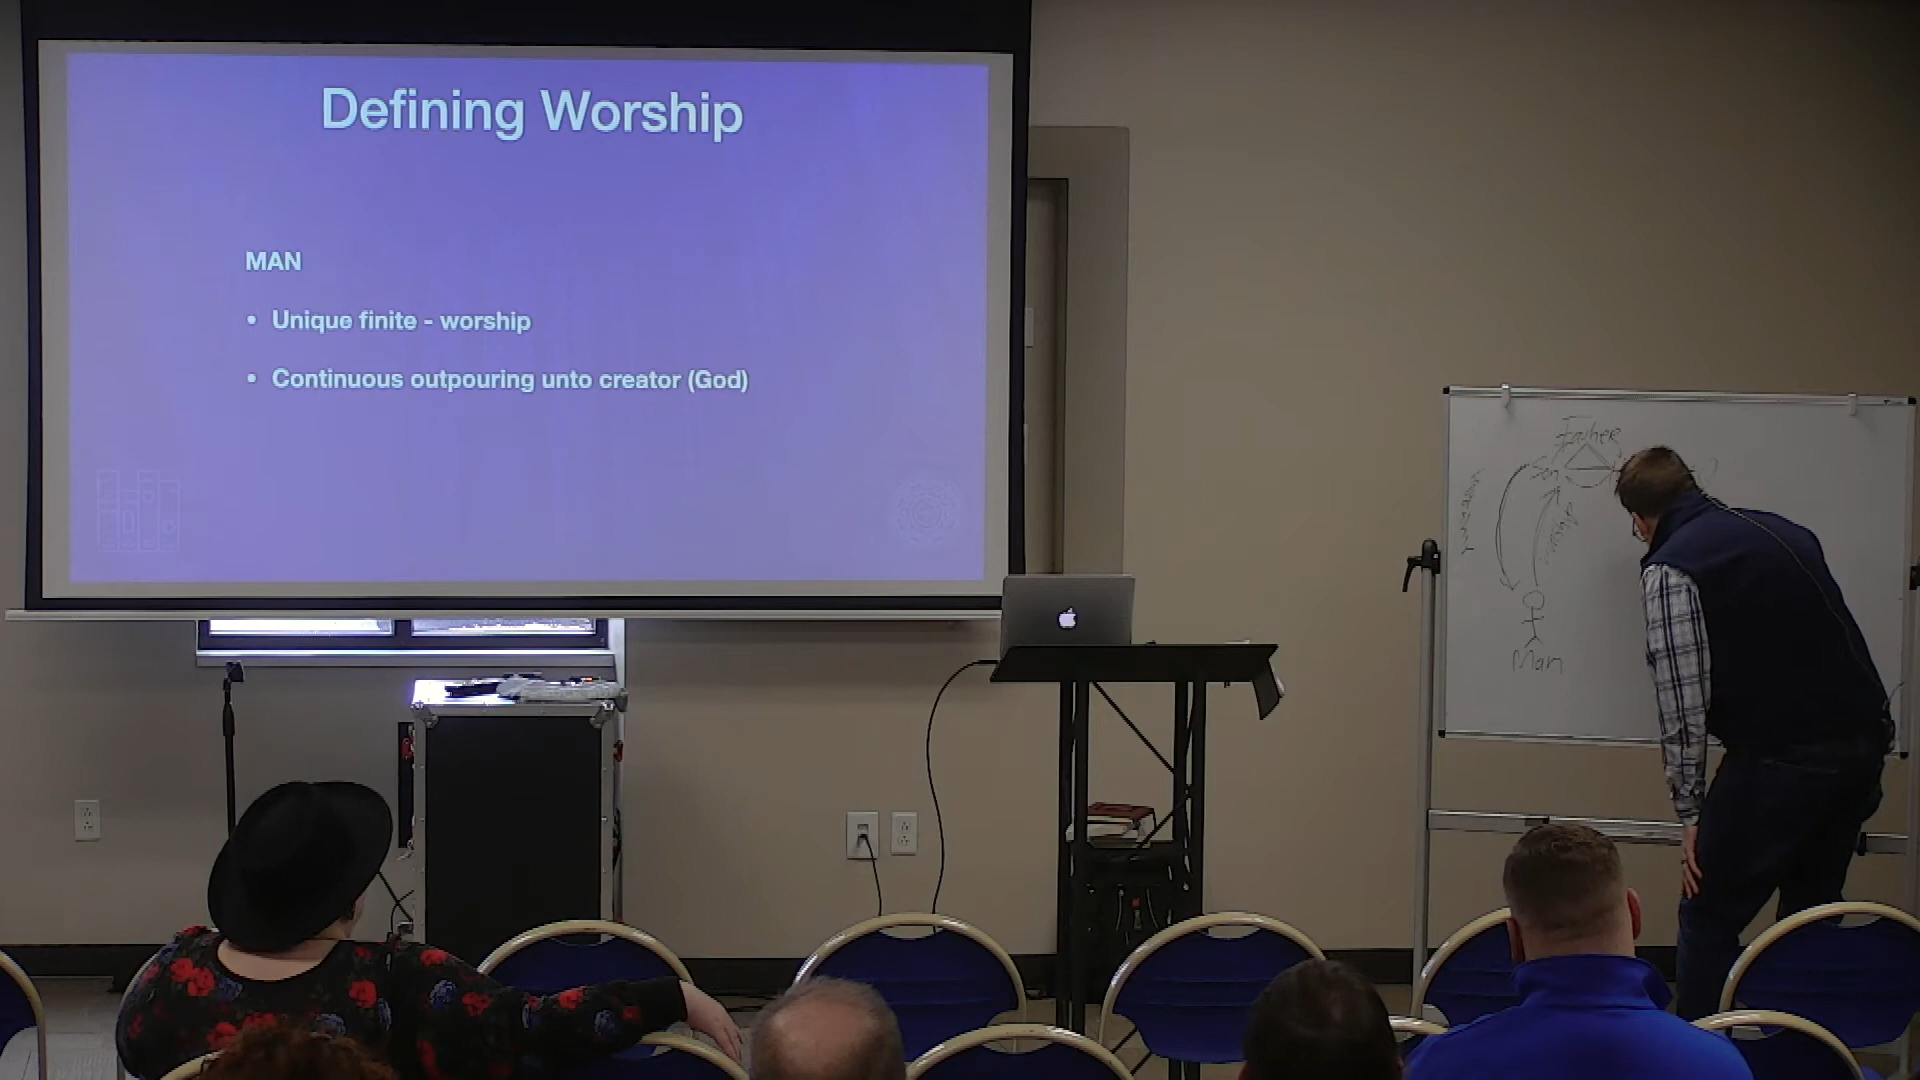 Defining Worship
MAN
• Unique finite - worship
• Continuous outpouring unto creator (God)
Father
Son
Man